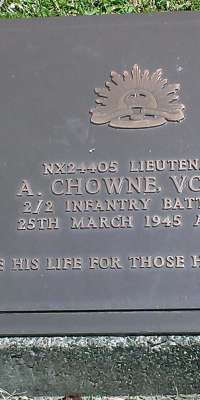 NX24405 LIEUTEN
A. CHOWNE. VC
2/2 INFANTRY BATT
25TH MARCH 1945 A
E HIS LIFE FOR THOSE H